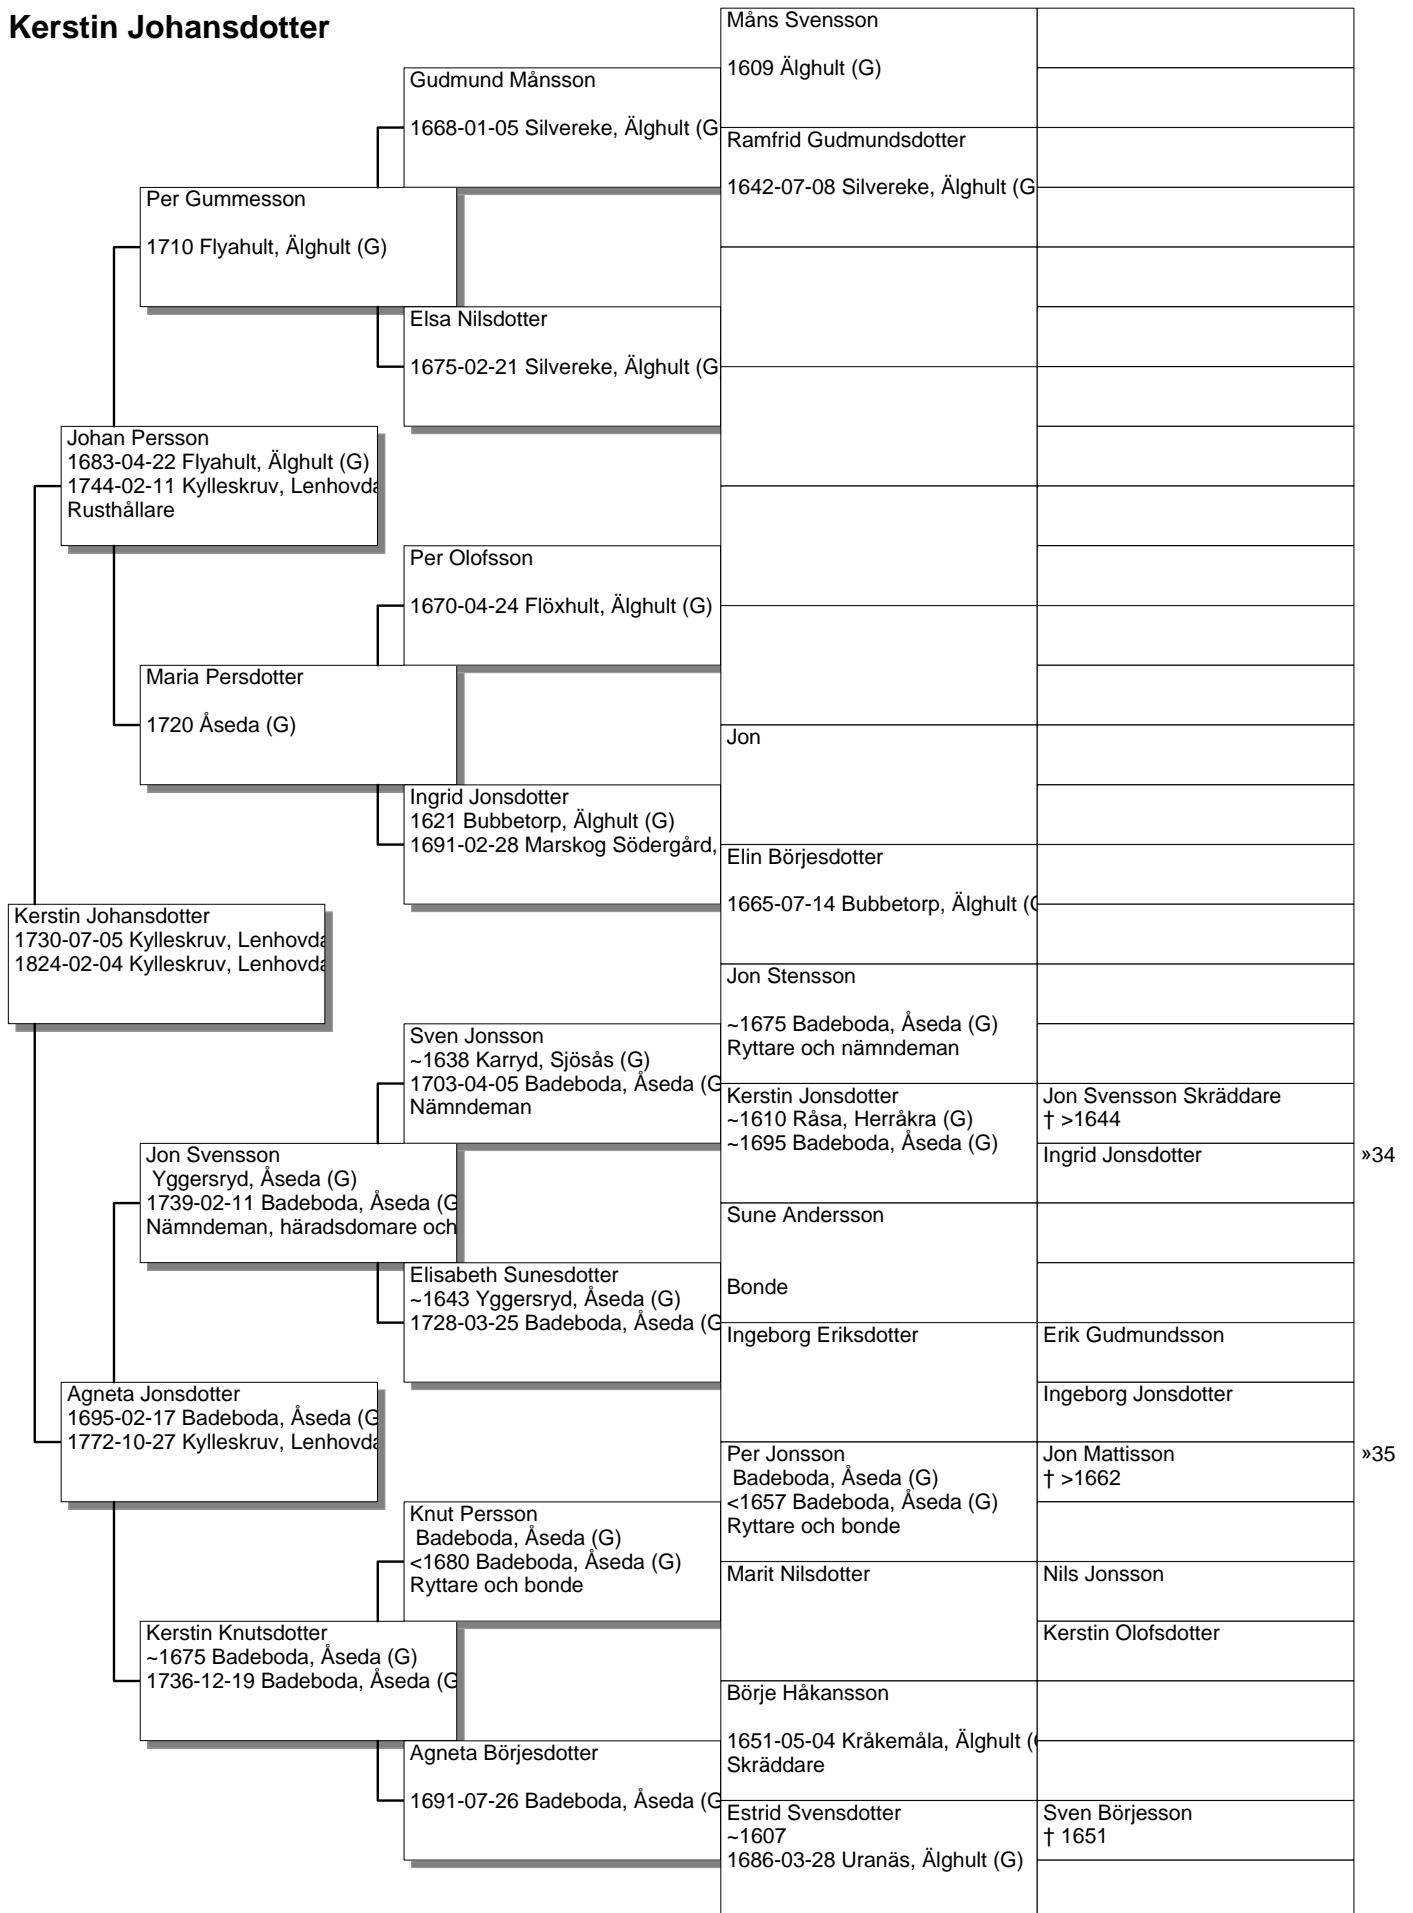 Kerstin Johansdotter
Måns Svensson
1609 Älghult (G)
Gudmund Månsson
1668-01-05 Silvereke, Älghult (G
Ramfrid Gudmundsdotter
1642-07-08 Silvereke, Älghult (G
Per Gummesson
1710 Flyahult, Älghult (G)
Elsa Nilsdotter
1675-02-21 Silvereke, Älghult (G
Johan Persson
1683-04-22 Flyahult, Älghult (G)
1744-02-11 Kylleskruv, Lenhovda
Rusthållare
Per Olofsson
1670-04-24 Flöxhult, Älghult (G)
Maria Persdotter
1720 Åseda (G)
Jon
Ingrid Jonsdotter
1621 Bubbetorp, Älghult (G)
1691-02-28 Marskog Södergård,
Elin Börjesdotter
1665-07-14 Bubbetorp, Älghult (G
Kerstin Johansdotter
1730-07-05 Kylleskruv, Lenhovda
1824-02-04 Kylleskruv, Lenhovda
Jon Stensson
~1675 Badeboda, Åseda (G)
Ryttare och nämndeman
Sven Jonsson
~1638 Karryd, Sjösås (G)
1703-04-05 Badeboda, Åseda (G
Nämndeman
Kerstin Jonsdotter
~1610 Råsa, Herråkra (G)
~1695 Badeboda, Åseda (G)
Jon Svensson Skräddare
† >1644
Ingrid Jonsdotter
»34
Jon Svensson
Yggersryd, Åseda (G)
1739-02-11 Badeboda, Åseda (G
Nämndeman, häradsdomare och
Sune Andersson
Bonde
Elisabeth Sunesdotter
~1643 Yggersryd, Åseda (G)
1728-03-25 Badeboda, Åseda (G
Ingeborg Eriksdotter
Erik Gudmundsson
Ingeborg Jonsdotter
Agneta Jonsdotter
1695-02-17 Badeboda, Åseda (G
1772-10-27 Kylleskruv, Lenhovda
Per Jonsson
Badeboda, Åseda (G)
<1657 Badeboda, Åseda (G)
Ryttare och bonde
Jon Mattisson
† >1662
»35
Knut Persson
Badeboda, Åseda (G)
<1680 Badeboda, Åseda (G)
Ryttare och bonde
Marit Nilsdotter
Nils Jonsson
Kerstin Olofsdotter
Kerstin Knutsdotter
~1675 Badeboda, Åseda (G)
1736-12-19 Badeboda, Åseda (G
Börje Håkansson
1651-05-04 Kråkemåla, Älghult (G
Skräddare
Agneta Börjesdotter
1691-07-26 Badeboda, Åseda (G
Estrid Svensdotter
~1607
1686-03-28 Uranäs, Älghult (G)
Sven Börjesson
† 1651